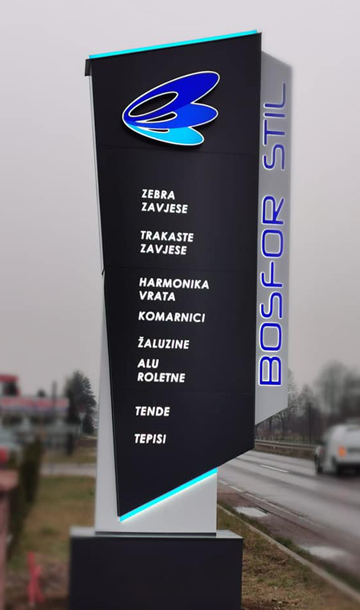 ZEBRA
ZAVJESE
TRAKASTE
ZAVJESE
HARMONIKA
VRATA
KOMARNICI
ŽALUZINE
ALU
ROLETNE
TENDE
TEPISI
BOSFOR STIL